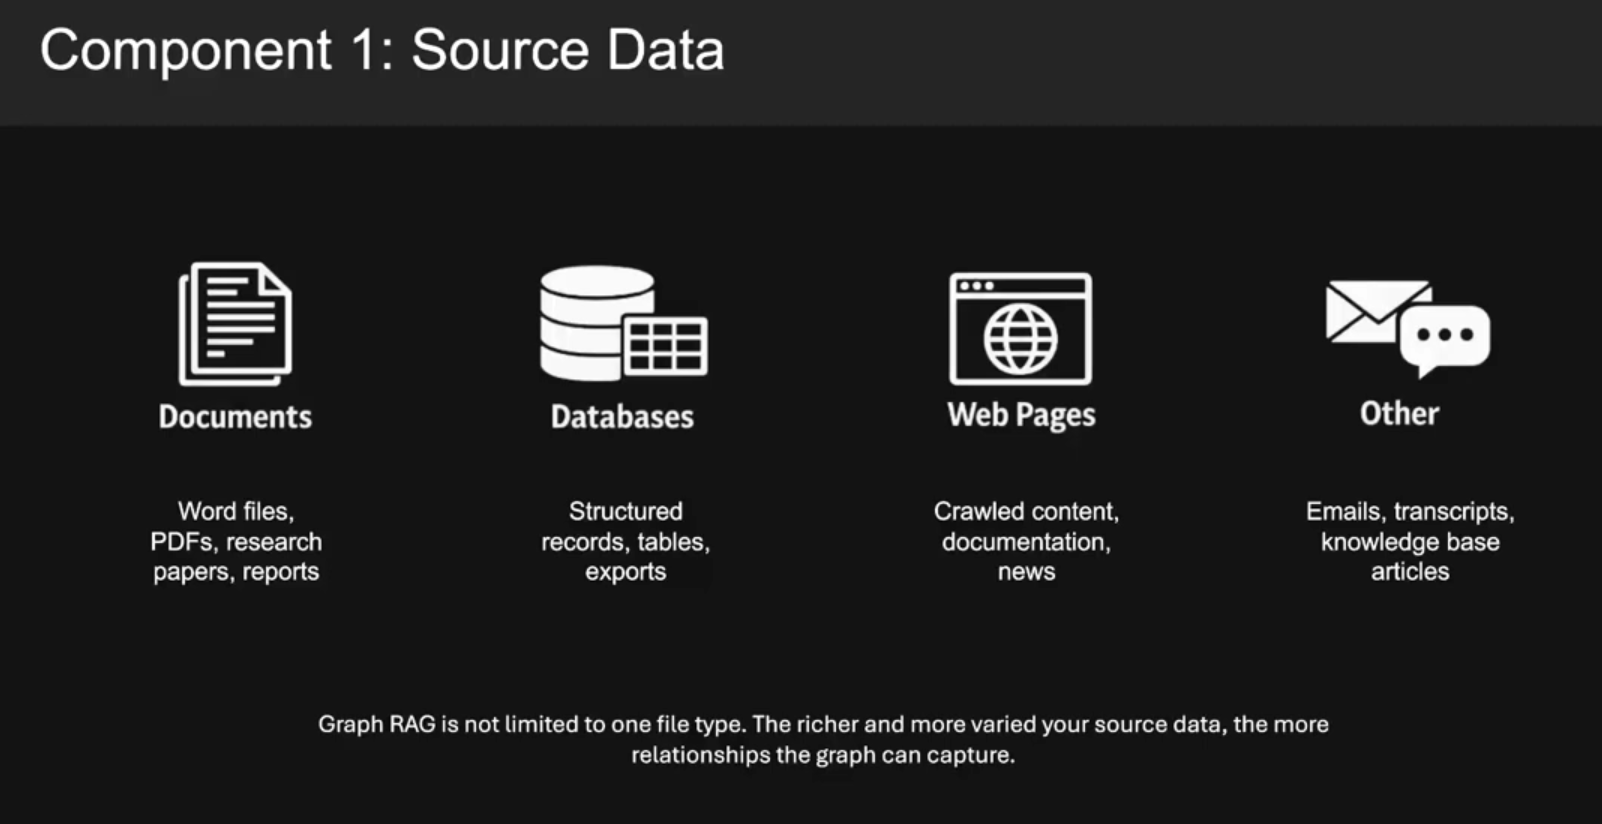 Component 1: Source Data
Documents
Databases
Web Pages
Other
Word files,
PDFs, research
papers, reports
Structured
records, tables,
exports
Crawled content,
documentation,
news
Emails, transcripts,
knowledge base
articles
Graph RAG is not limited to one file type. The richer and more varied your source data, the more
relationships the graph can capture.